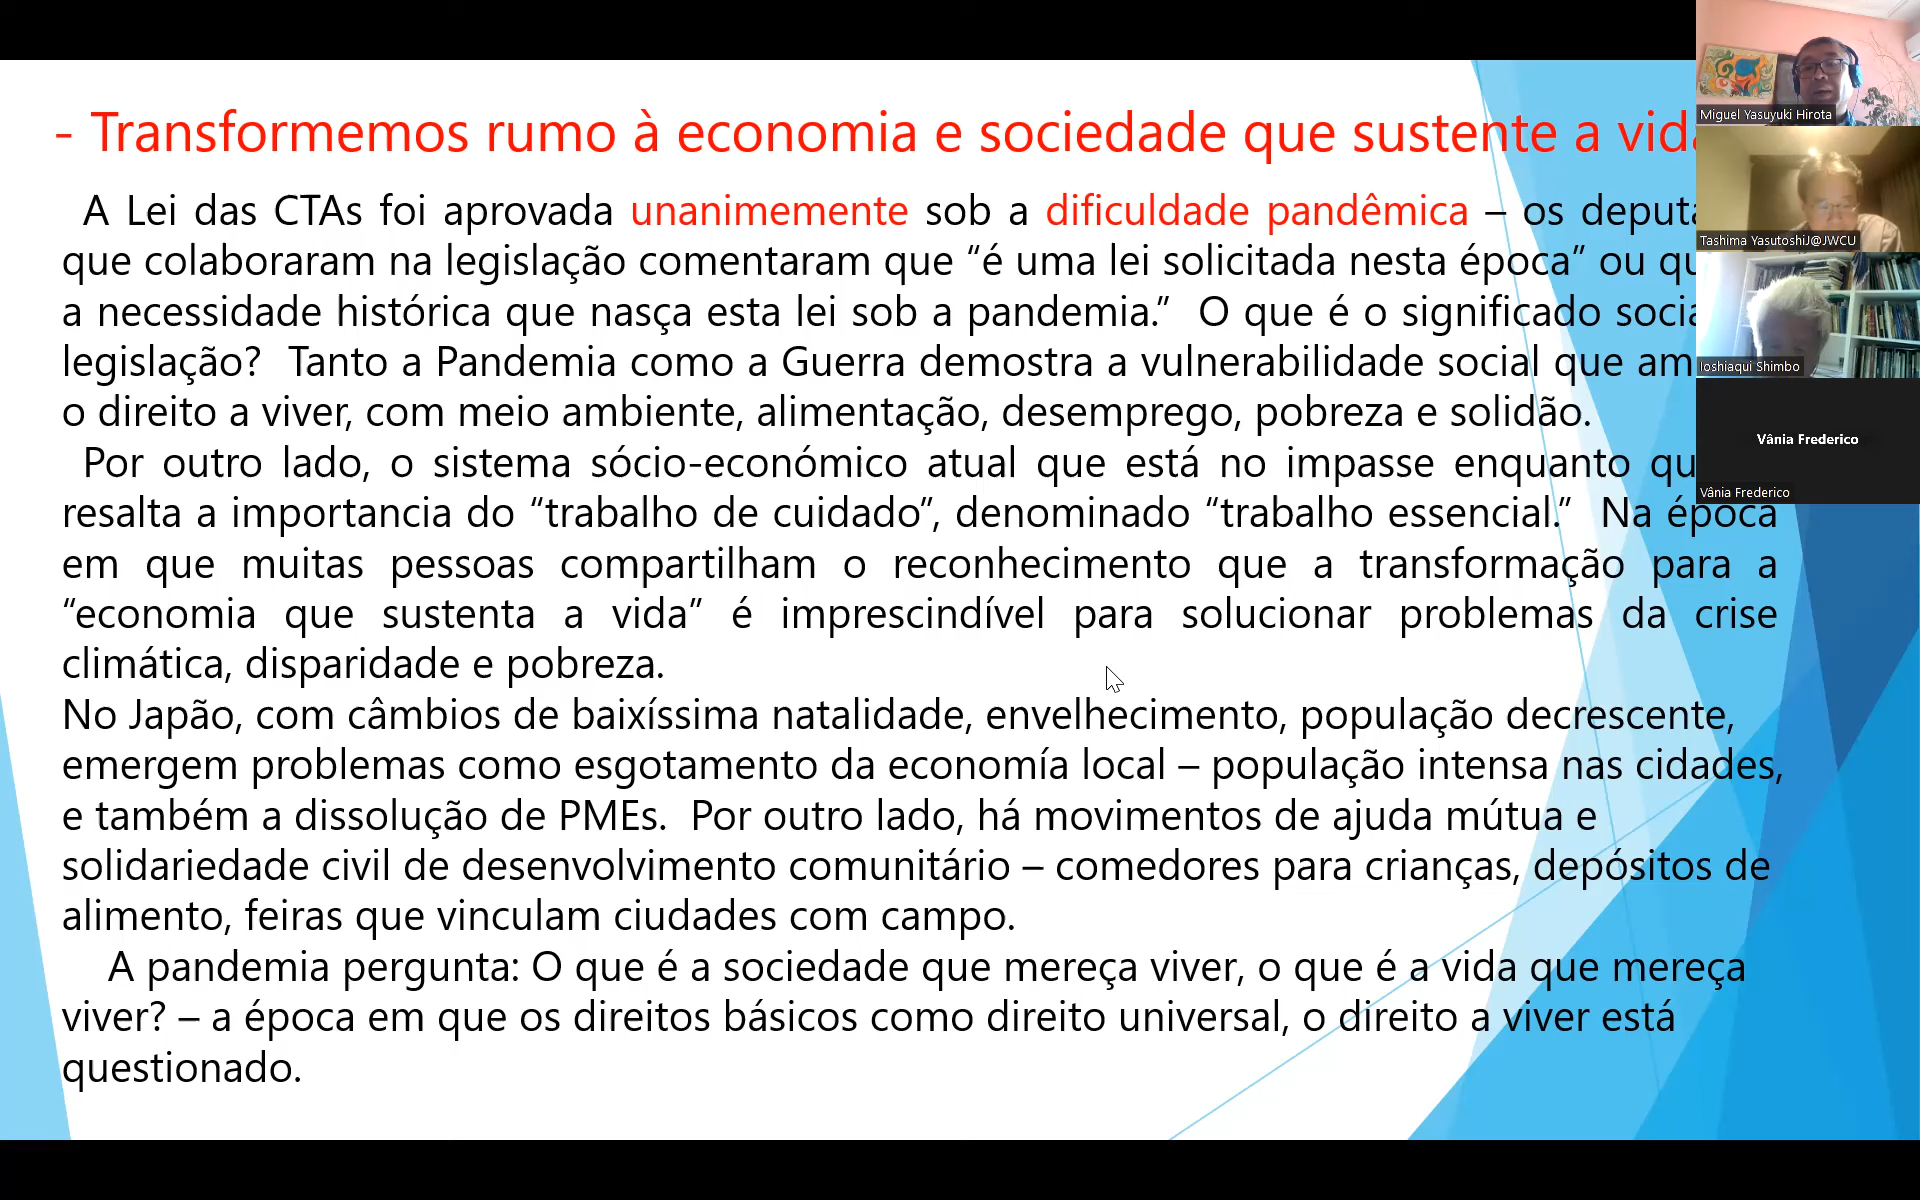 - Transformemos rumo à economia e sociedade que sustente a
A Lei das CTAs foi aprovada unanimemente sob a dificuldade pandêmica – os
que colaboraram na legislação comentaram que “é uma lei solicitada nesta época” ou
a necessidade histórica que nasça esta lei sob a pandemia.” O que é o significado
legislação? Tanto a Pandemia como a Guerra demostra a vulnerabilidade social que
o direito a viver, com meio ambiente, alimentação, desemprego, pobreza e solidão.
Por outro lado, o sistema sócio-económico atual que está no impasse enquanto
resalta a importancia do “trabalho de cuidado”, denominado “trabalho essencial.” Na época
em que muitas pessoas compartilham o reconhecimento que a transformação para a
“economia que sustenta a vida” é imprescindível para solucionar problemas da crise
climática, disparidade e pobreza.
No Japão, com câmbios de baixíssima natalidade, envelhecimento, população decrescente,
emergem problemas como esgotamento da economía local – população intensa nas cidades,
e também a dissolução de PMEs. Por outro lado, há movimentos de ajuda mútua e
solidariedade civil de desenvolvimento comunitário – comedores para crianças, depósitos de
alimento, feiras que vinculam ciudades com campo.
A pandemia pergunta: O que é a sociedade que mereça viver, o que é a vida que mereça
viver? – a época em que os direitos básicos como direito universal, o direito a viver está
questionado.
Miguel Yasuyuki Hirota
Tashima YasutoshiJ@JWCU
Ioshiaqui Shimbo
Vânia Frederico
Vânia Frederico